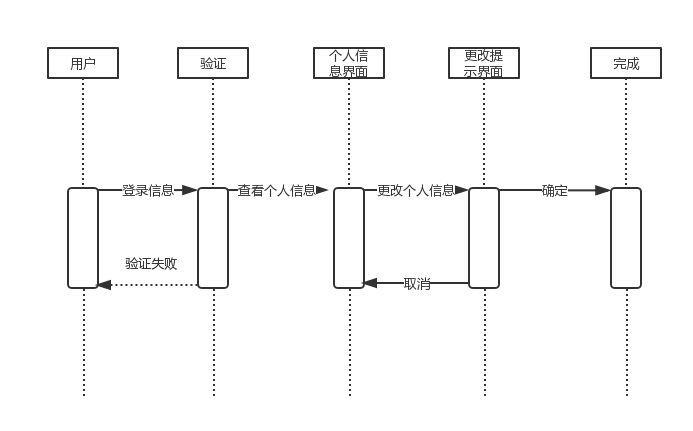 用户
验证
个人信
息界面
更改提
示界面
完成
登录信息
查看个人信息
更改个人信息
确定
验证失败
取消